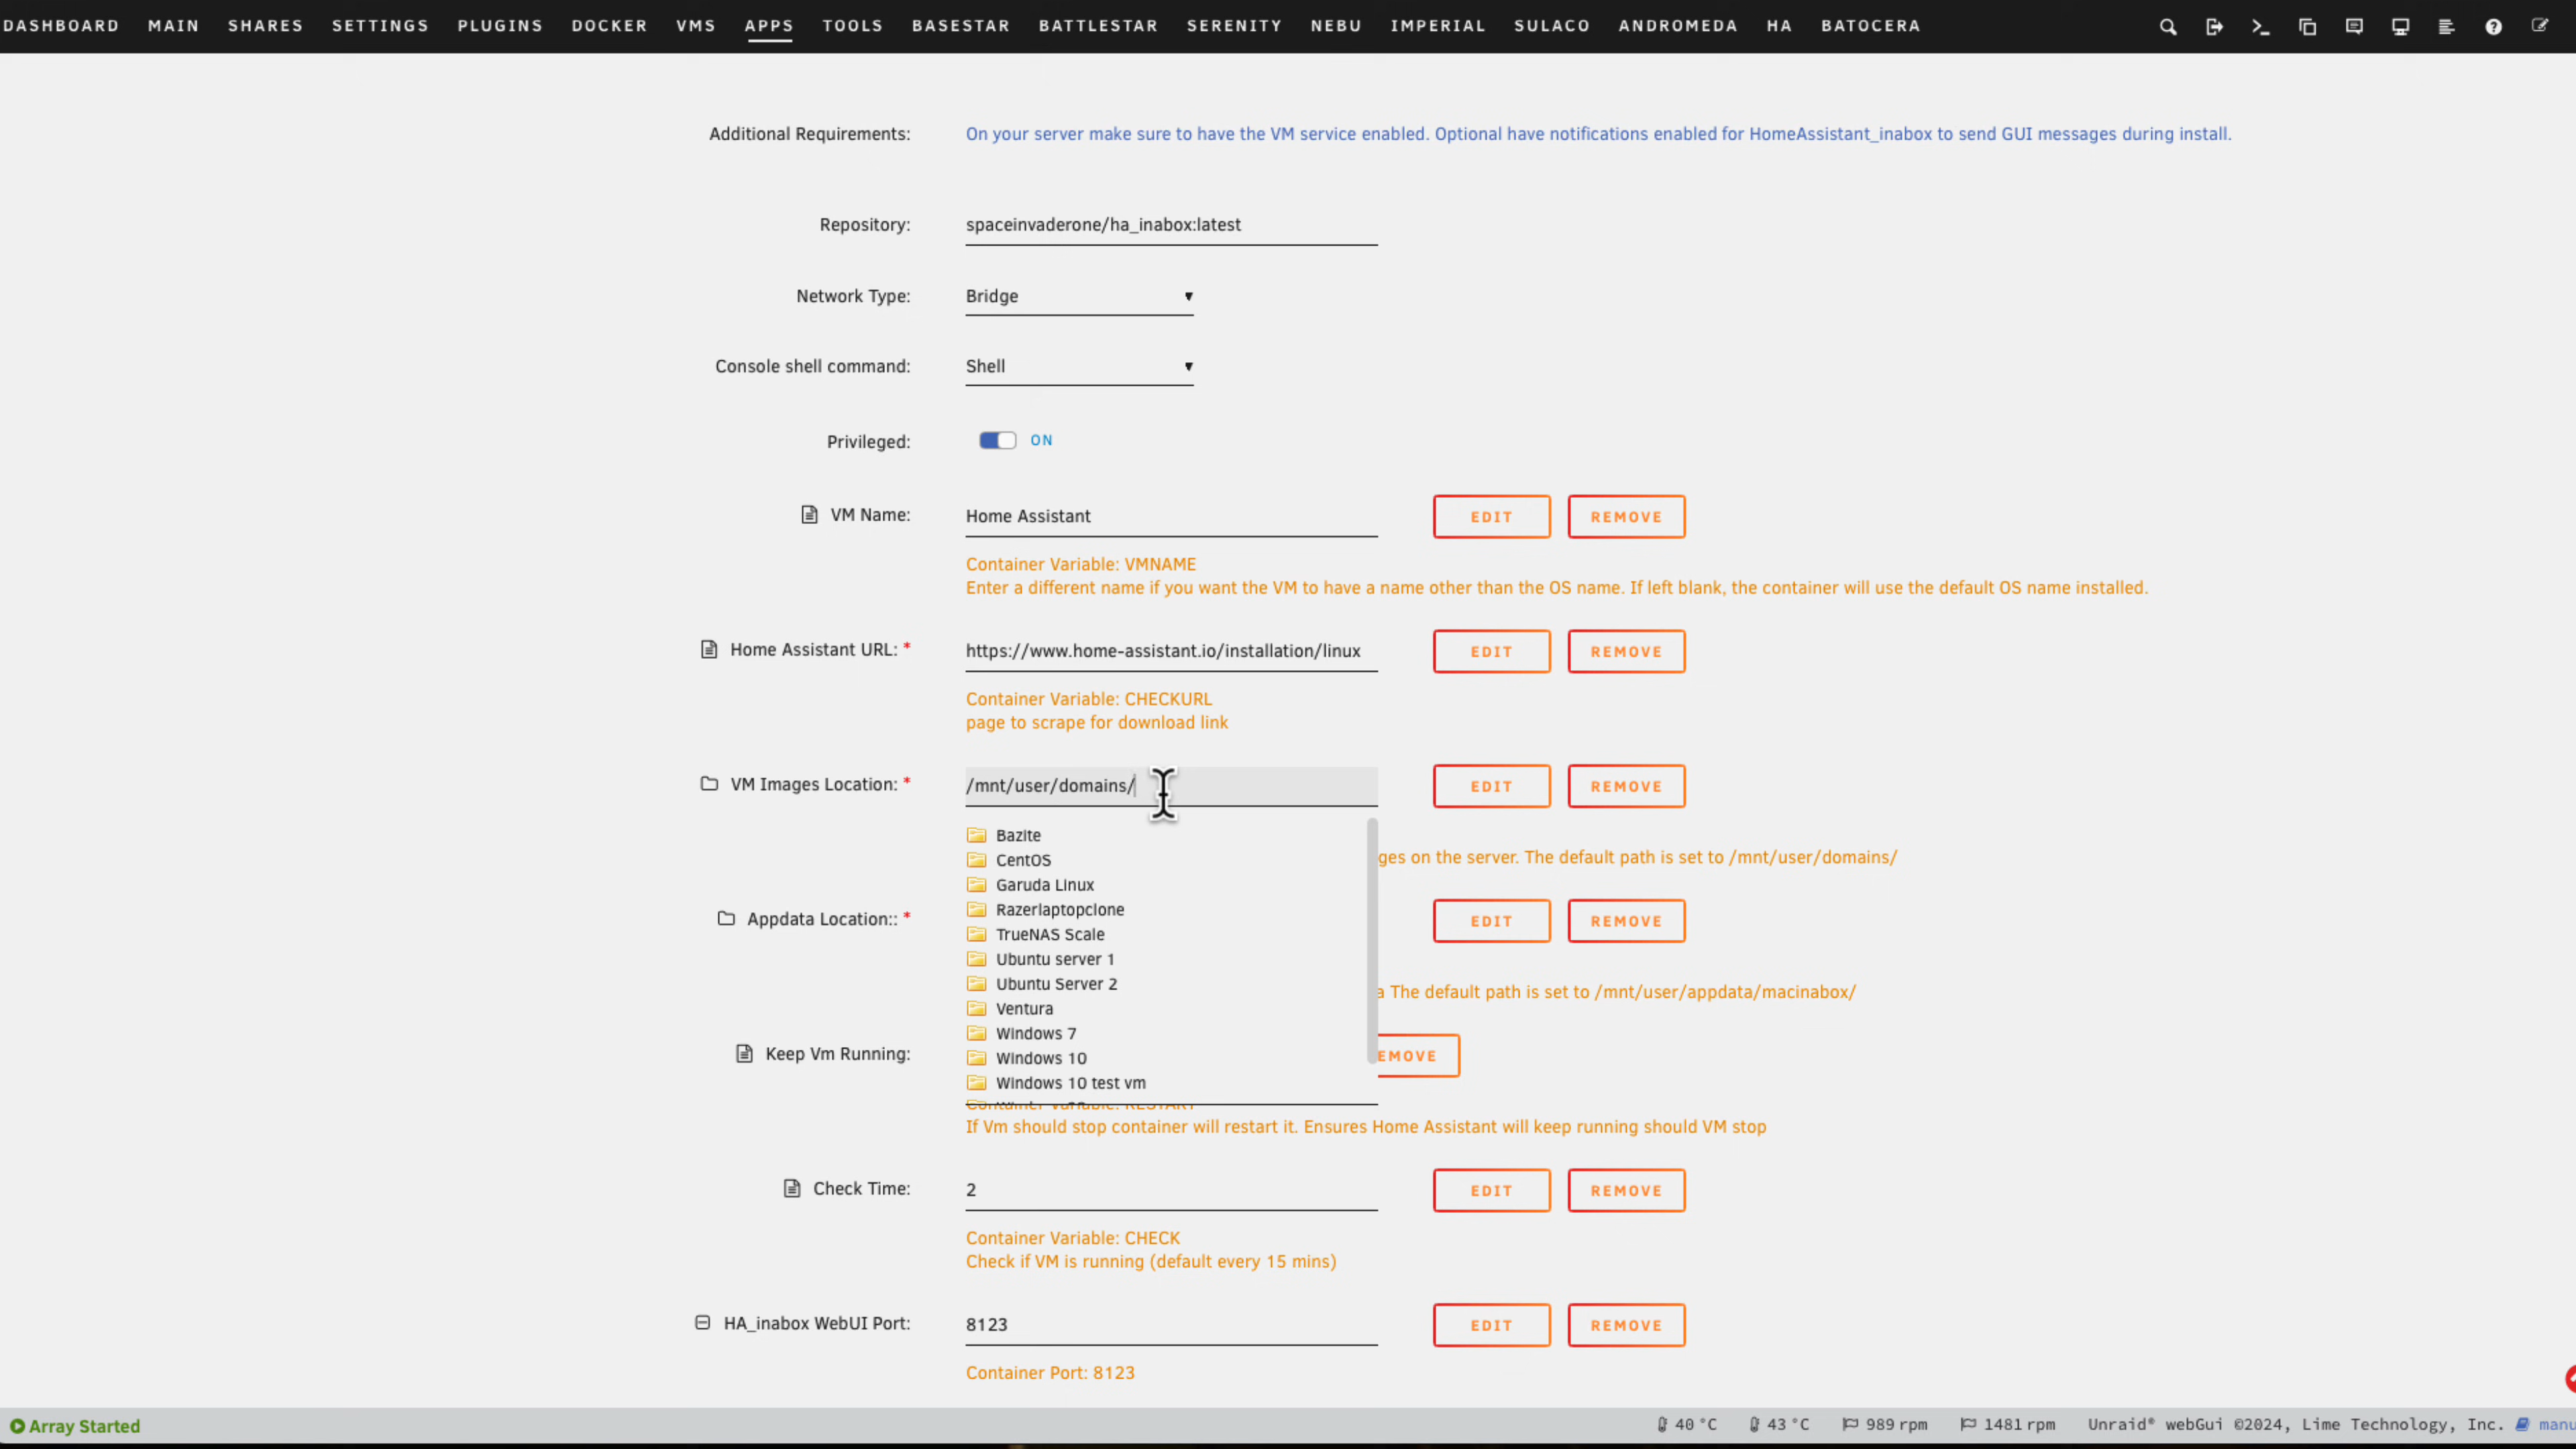 DASHBOARD MAIN SHARES SETTINGS PLUGINS DOCKER VMS APPS TOOLS BASESTAR BATTLESTAR SERENITY NEBU IMPERIAL SULACO ANDROMEDA HA BATOCERA
Additional Requirements: On your server make sure to have the VM service enabled. Optional have notifications enabled for HomeAssistant_inabox to send GUI messages during install.
Repository: spaceinvaderone/ha_inabox:latest
Network Type: Bridge
Console shell command: Shell
Privileged: ON
VM Name: Home Assistant EDIT REMOVE
Container Variable: VMNAME
Enter a different name if you want the VM to have a name other than the OS name. If left blank, the container will use the default OS name installed.
Home Assistant URL: * https://www.home-assistant.io/installation/linux EDIT REMOVE
Container Variable: CHECKURL
page to scrape for download link
VM Images Location: * /mnt/user/domains/ EDIT REMOVE
Bazite
CentOS
ges on the server. The default path is set to /mnt/user/domains/
Garuda Linux
Razerlaptopclone
Appdata Location:: * EDIT REMOVE
TrueNAS Scale
Ubuntu server 1
Ubuntu Server 2
a The default path is set to /mnt/user/appdata/macinabox/
Ventura
Windows 7
Keep Vm Running: EMOVE
Windows 10
Windows 10 test vm
Container Variable: RESTART
If Vm should stop container will restart it. Ensures Home Assistant will keep running should VM stop
Check Time: 2 EDIT REMOVE
Container Variable: CHECK
Check if VM is running (default every 15 mins)
HA_inabox WebUI Port: 8123 EDIT REMOVE
Container Port: 8123
Array Started 40 °C 43 °C 989 rpm 1481 rpm Unraid® webGui ©2024, Lime Technology, Inc. manu